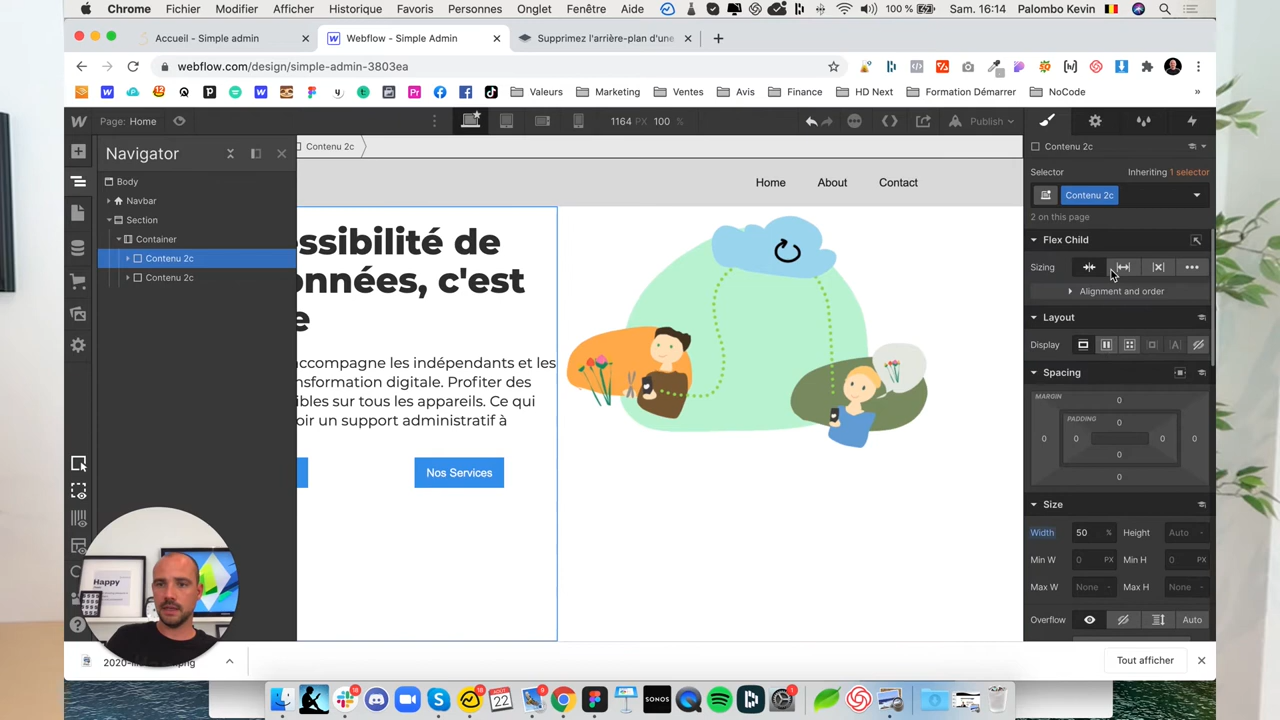 Chrome Fichier Modifier Afficher Historique Favoris Personnes Onglet Fenêtre Aide 100 % Sam. 16:14 Palombo Kevin
Accueil - Simple admin
Webflow - Simple Admin
Supprimez l'arrière-plan d'une
webflow.com/design/simple-admin-3803ea
Valeurs Marketing Ventes Avis Finance HD Next Formation Démarrer NoCode »
Page: Home
1164 PX 100 %
Publish
Navigator
Body
Navbar
Section
Container
Contenu 2c
Contenu 2c
Contenu 2c
Home About Contact
ssibilité de
onnées, c'est
e
accompagne les indépendants et les
nsformation digitale. Profiter des
ibles sur tous les appareils. Ce qui
oir un support administratif à
Nos Services
Contenu 2c
Selector Inheriting 1 selector
Contenu 2c
2 on this page
Flex Child
Sizing
Alignment and order
Layout
Display
Spacing
MARGIN
0
PADDING
0
0 0 0 0
0
0
Size
Width 50 % Height Auto -
Min W 0 PX Min H 0 PX
Max W None - Max H None -
Overflow Auto
Happy
2020-
.png
Tout afficher
SONOS
22